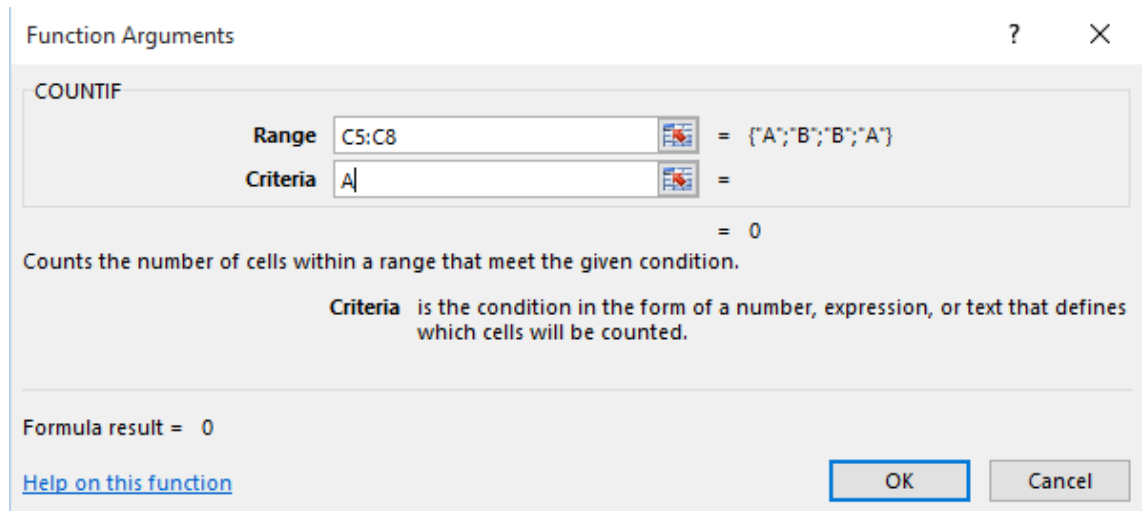 Function Arguments ? ×
COUNTIF
Range C5:C8 = {"A";"B";"B";"A"}
Criteria A =
= 0
Counts the number of cells within a range that meet the given condition.
Criteria is the condition in the form of a number, expression, or text that defines
which cells will be counted.
Formula result = 0
Help on this function OK Cancel